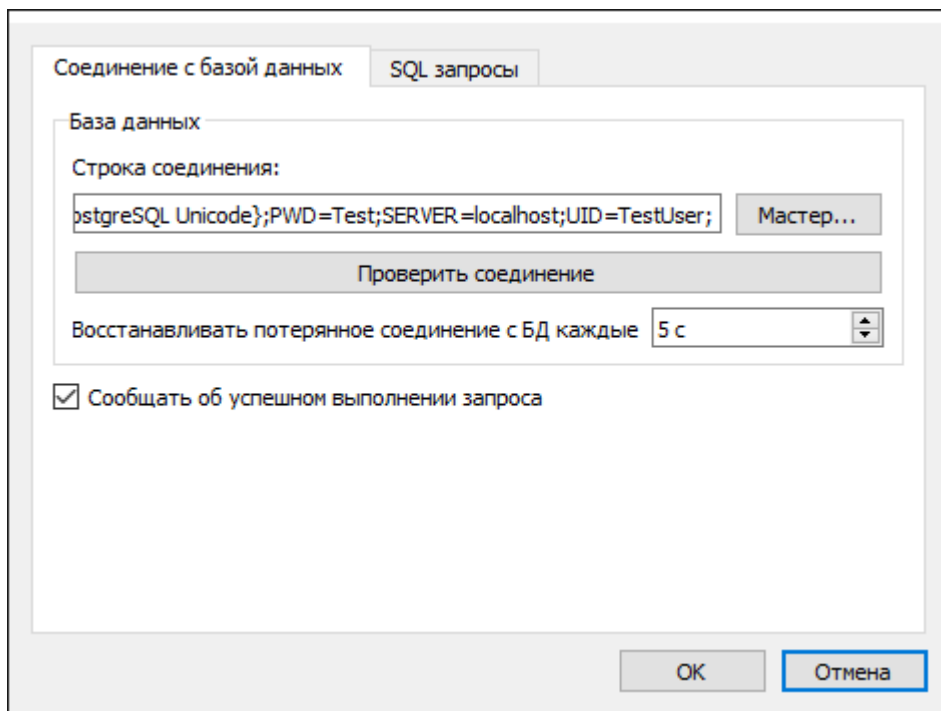 Соединение с базой данных
SQL запросы
База данных
Строка соединения:
ostgreSQL Unicode};PWD=Test;SERVER=localhost;UID=TestUser;
Мастер...
Проверить соединение
Восстанавливать потерянное соединение с БД каждые
5 с
Сообщать об успешном выполнении запроса
OK
Отмена